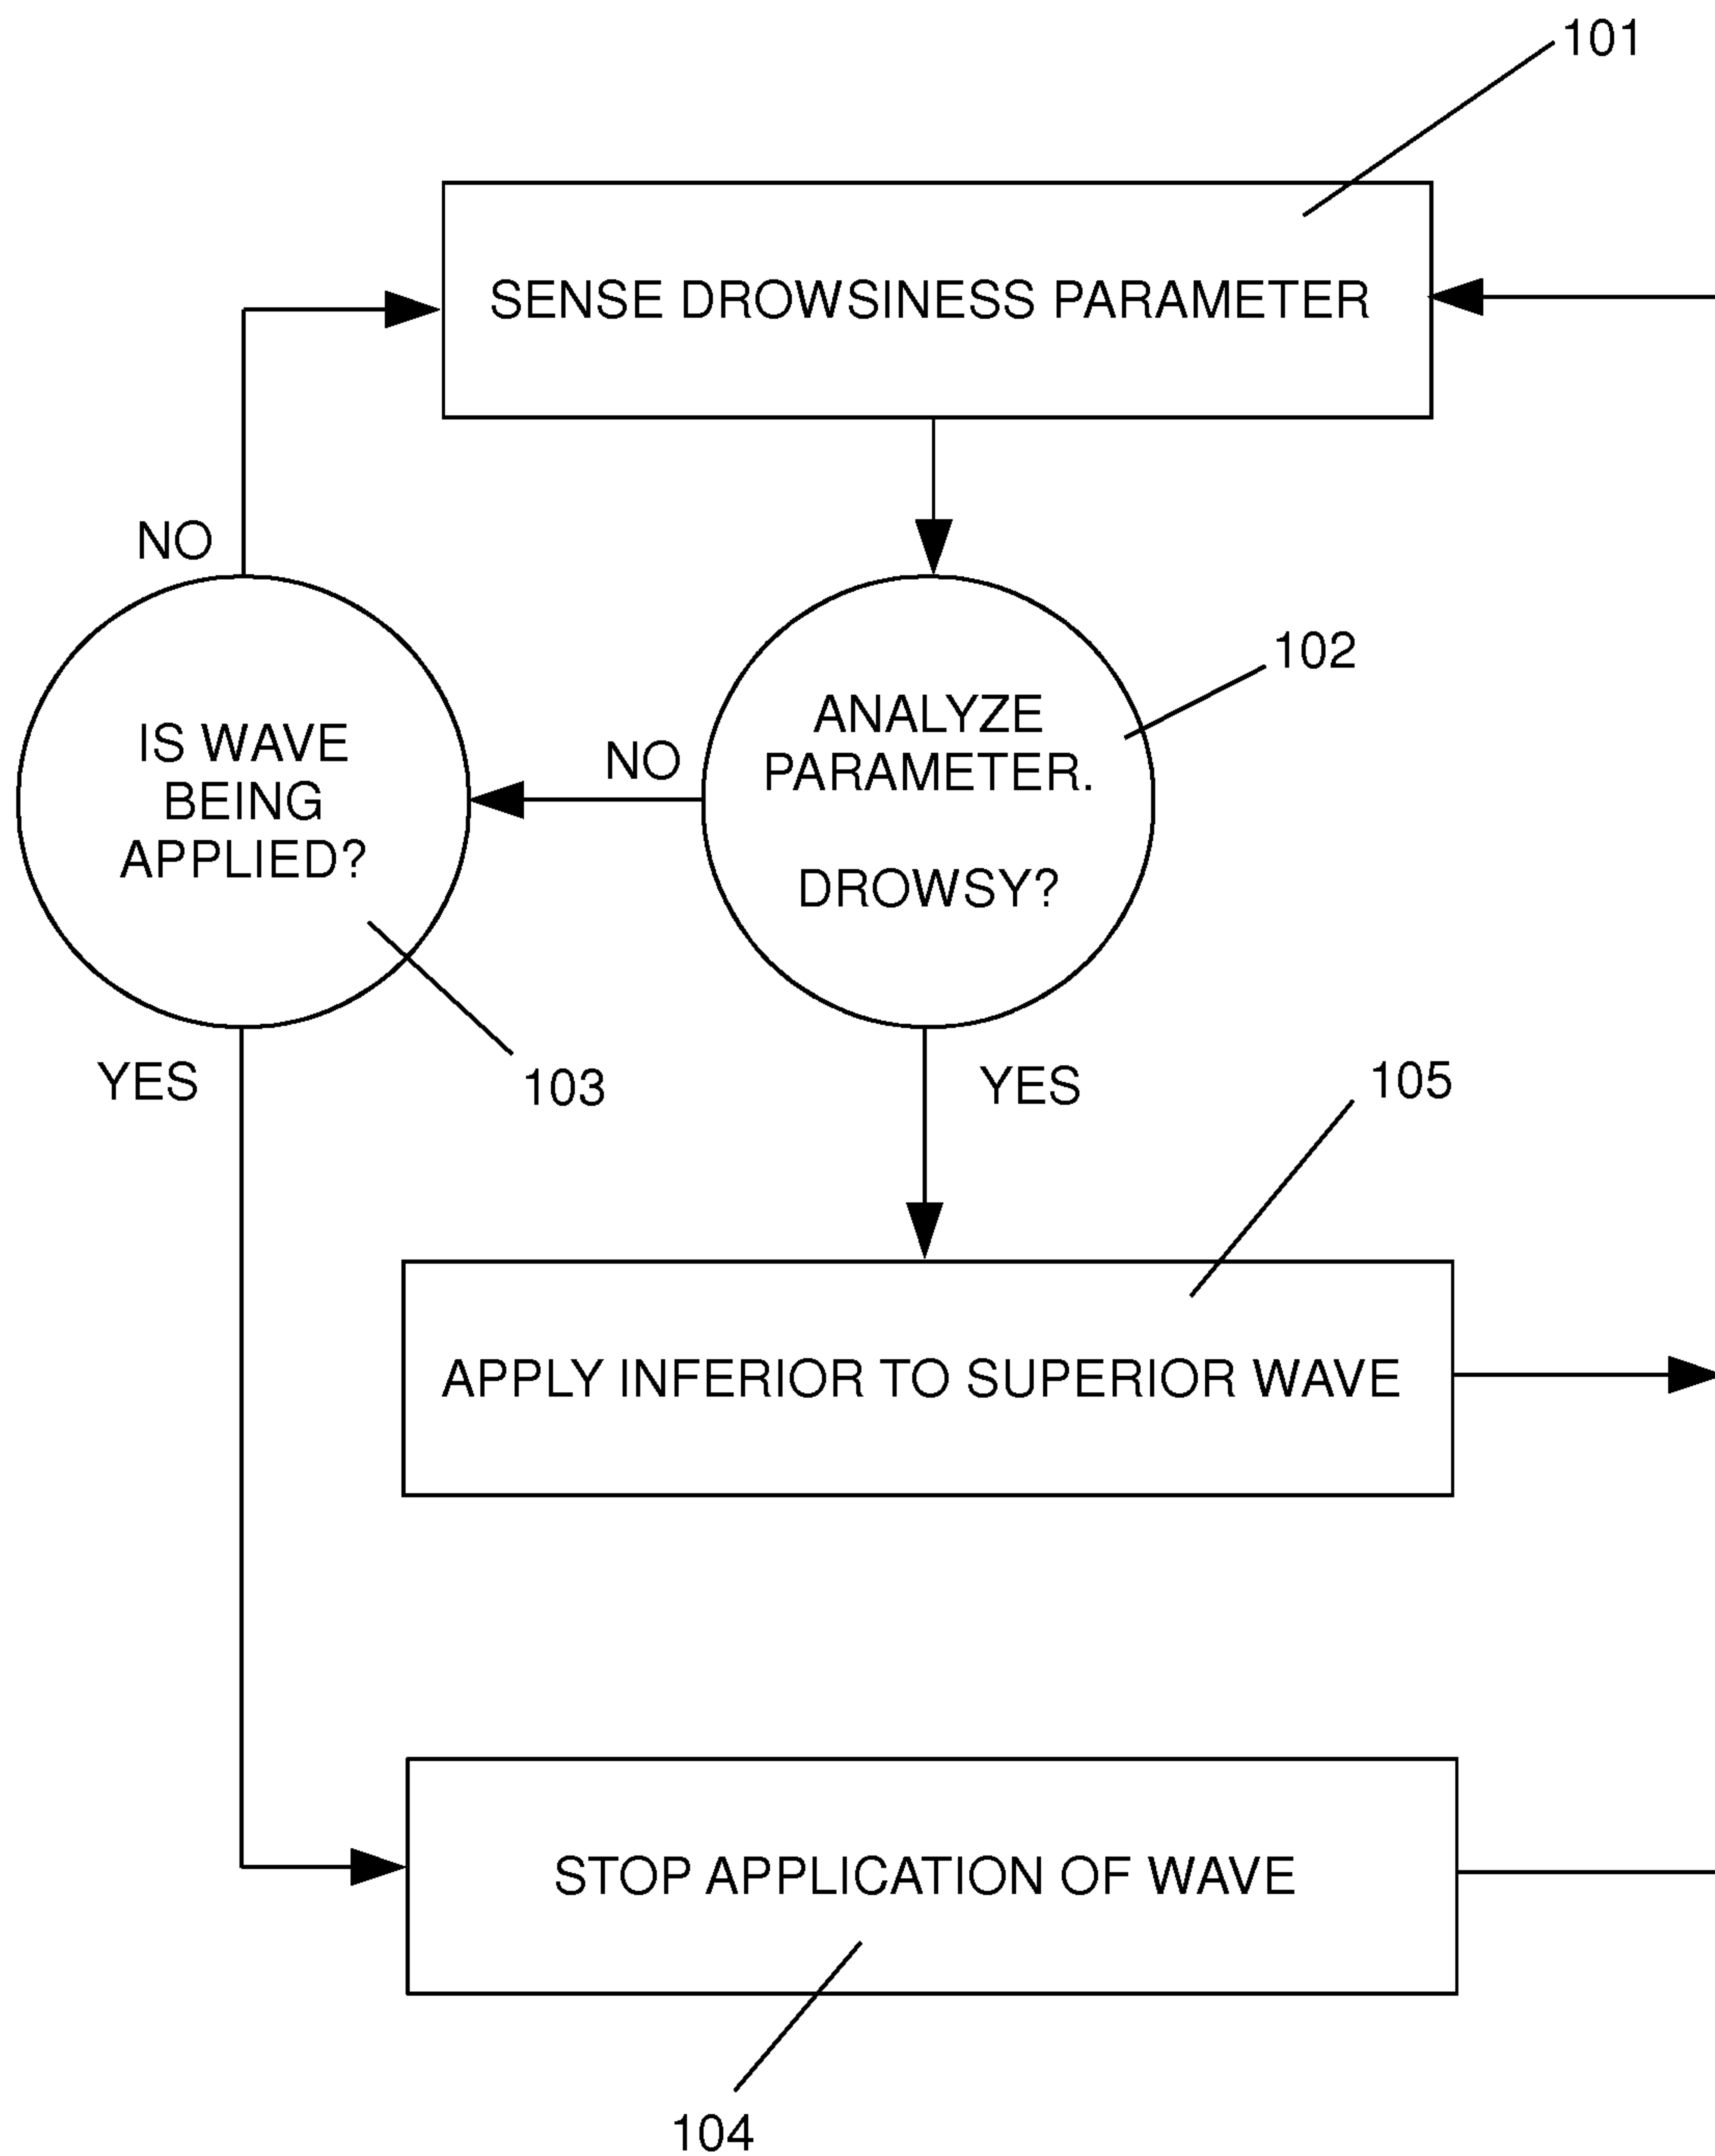 101
SENSE DROWSINESS PARAMETER
NO
102
IS WAVE
BEING
APPLIED?
NO
ANALYZE
PARAMETER.
DROWSY?
YES
103
YES
105
APPLY INFERIOR TO SUPERIOR WAVE
STOP APPLICATION OF WAVE
104